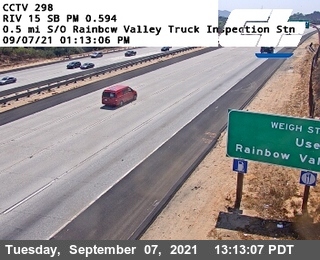 CCTV 298
RIV 15 SB PM 0.594
0.5 mi S/O Rainbow Valley Truck Inspection Stn
09/07/21 01:13:06 PM
WEIGH ST
Use
Rainbow Val
Tuesday, September 07, 2021 13:13:07 PDT